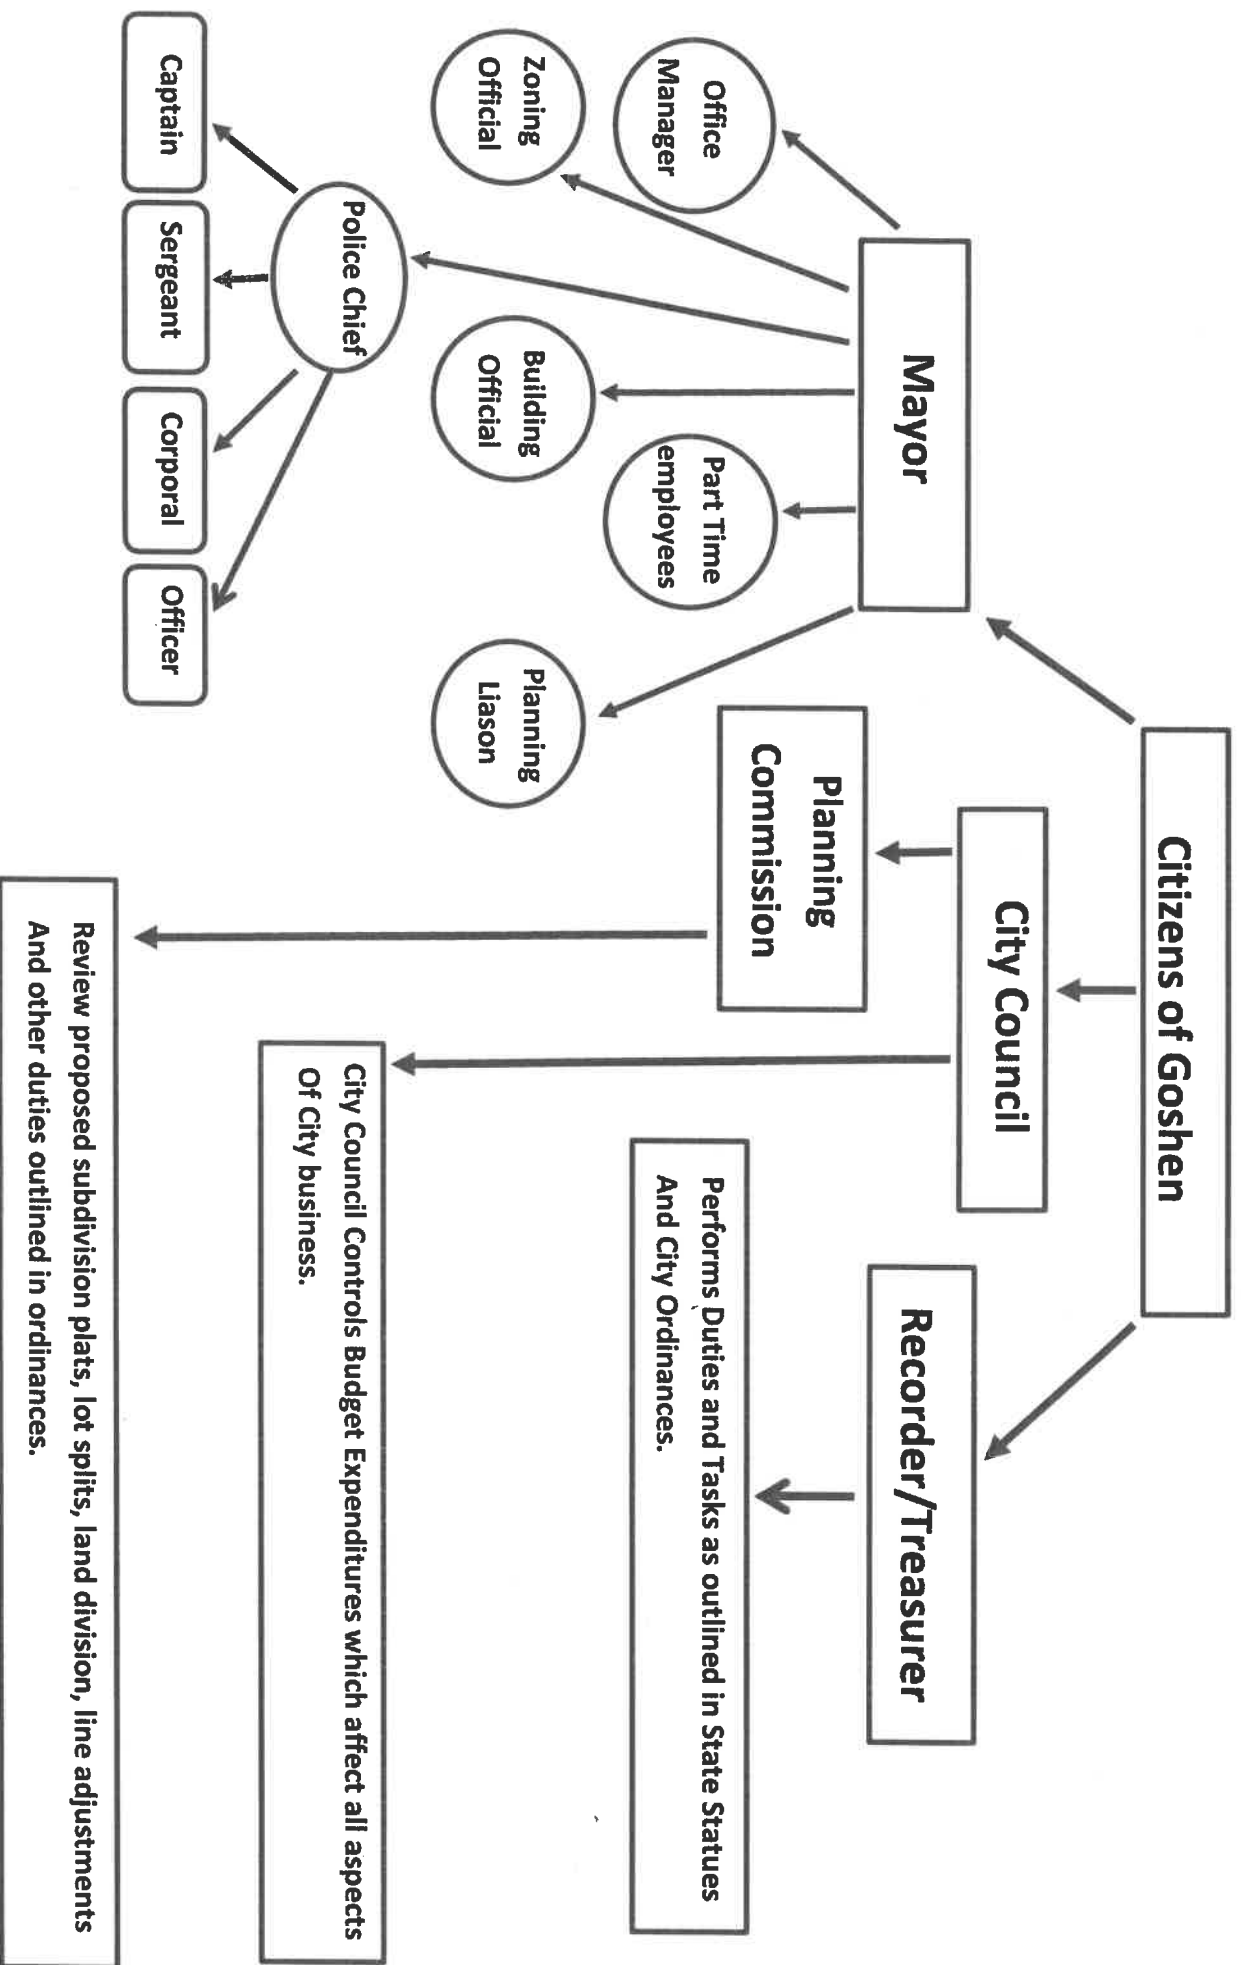 Citizens of Goshen
Mayor
City Council
Recorder/Treasurer
Office
Manager
Zoning
Official
Police Chief
Building
Official
Part Time
employees
Planning
Liason
Planning
Commission
Captain
Sergeant
Corporal
Officer
Performs Duties and Tasks as outlined in State Statues
And City Ordinances.
City Council Controls Budget Expenditures which affect all aspects
Of City business.
Review proposed subdivision plats, lot splits, land division, line adjustments
And other duties outlined in ordinances.